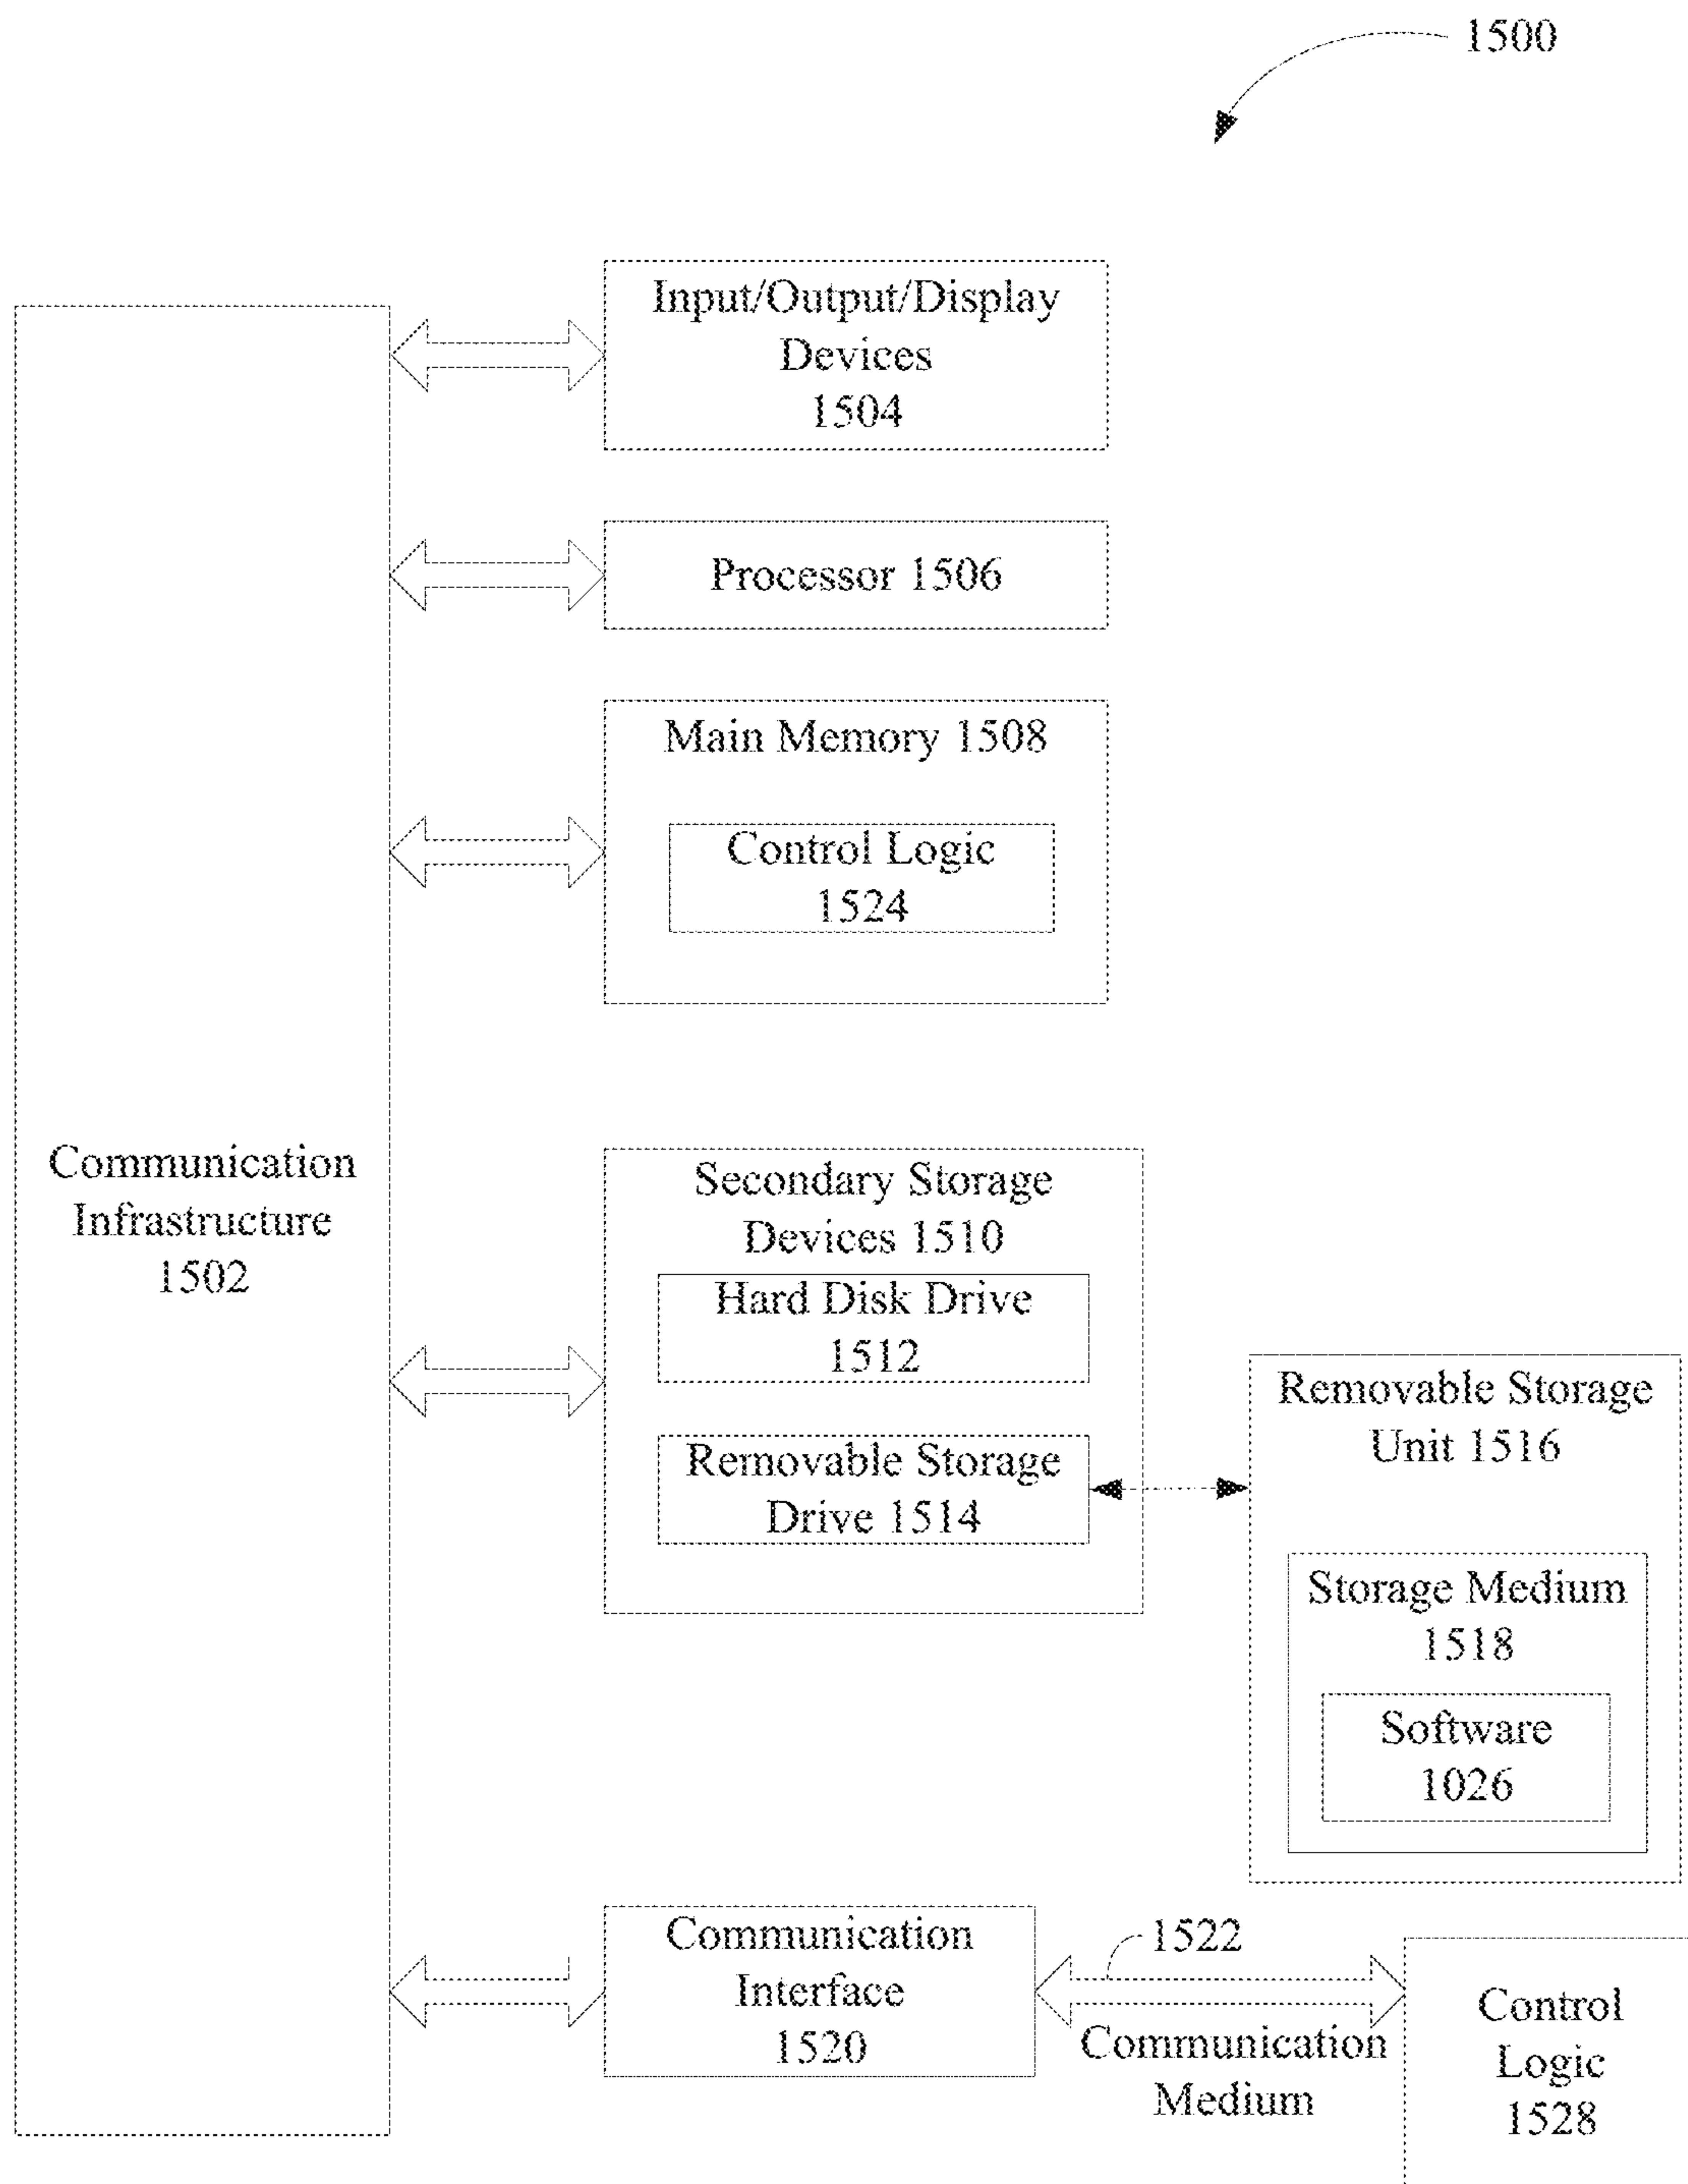 1500
Input/Output/Display
Devices
1504
Processor 1506
Main Memory 1508
Control Logic
1524
Communication
Infrastructure
1502
Secondary Storage
Devices 1510
Hard Disk Drive
1512
Removable Storage
Drive 1514
Removable Storage
Unit 1516
Storage Medium
1518
Software
1026
Communication
Interface
1520
1522
Communication
Medium
Control
Logic
1528